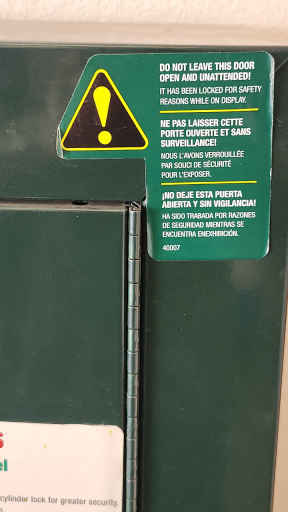 DO NOT LEAVE THIS DOOR
OPEN AND UNATTENDED!
IT HAS BEEN LOCKED FOR SAFETY
REASONS WHILE ON DISPLAY.
NE PAS LAISSER CETTE
PORTE OUVERTE ET SANS
SURVEILLANCE!
NOUS L'AVONS VERROUILLÉE
PAR SOUCI DE SÉCURITÉ
POUR L'EXPOSER.
¡NO DEJE ESTA PUERTA
ABIERTA Y SIN VIGILANCIA!
HA SIDO TRABADA POR RAZONES
DE SEGURIDAD MIENTRAS SE
ENCUENTRA ENEXHIBICIÓN.
40007
S
el
cylinder lock for greater security.